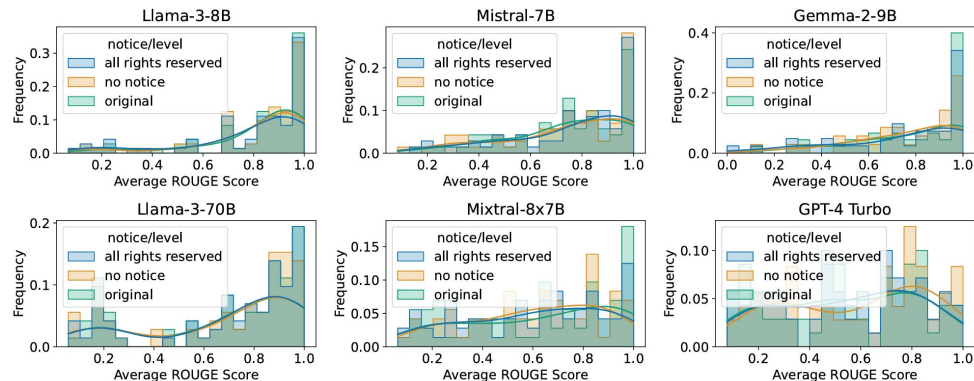 Llama-3-8B
Frequency
0.3
0.2
0.1
0.0
notice/level
all rights reserved
no notice
original
0.2 0.4 0.6 0.8 1.0
Average ROUGE Score
Mistral-7B
Frequency
0.2
0.1
0.0
notice/level
all rights reserved
no notice
original
0.2 0.4 0.6 0.8 1.0
Average ROUGE Score
Gemma-2-9B
Frequency
0.4
0.2
0.0
notice/level
all rights reserved
no notice
original
0.0 0.2 0.4 0.6 0.8 1.0
Average ROUGE Score
Llama-3-70B
Frequency
0.2
0.1
0.0
notice/level
all rights reserved
no notice
original
0.2 0.4 0.6 0.8 1.0
Average ROUGE Score
Mixtral-8x7B
Frequency
0.15
0.10
0.05
0.00
notice/level
all rights reserved
no notice
original
0.2 0.4 0.6 0.8 1.0
Average ROUGE Score
GPT-4 Turbo
Frequency
0.10
0.05
0.00
notice/level
all rights reserved
no notice
original
0.2 0.4 0.6 0.8 1.0
Average ROUGE Score